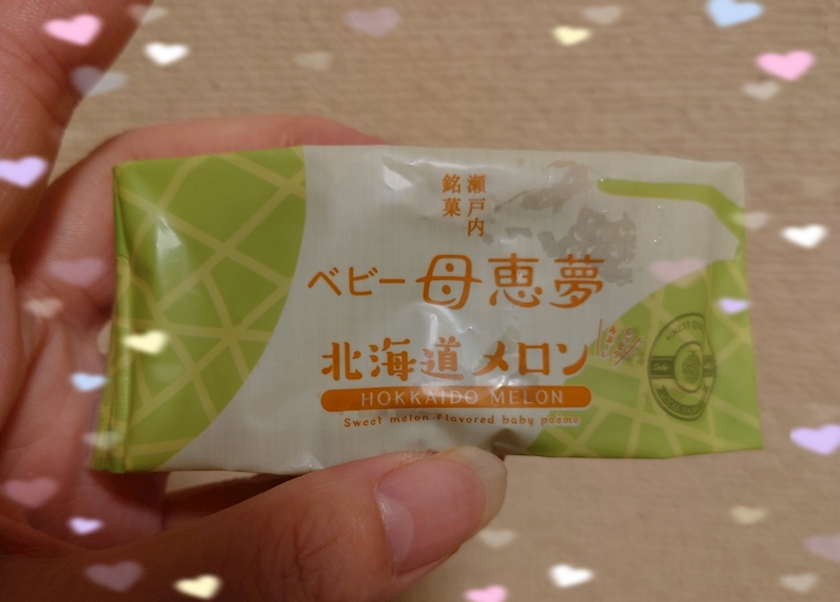 瀬戸内
銘菓
ベビー母恵夢
北海道メロン
HOKKAIDO MELON
Sweet melon flavored baby poeme